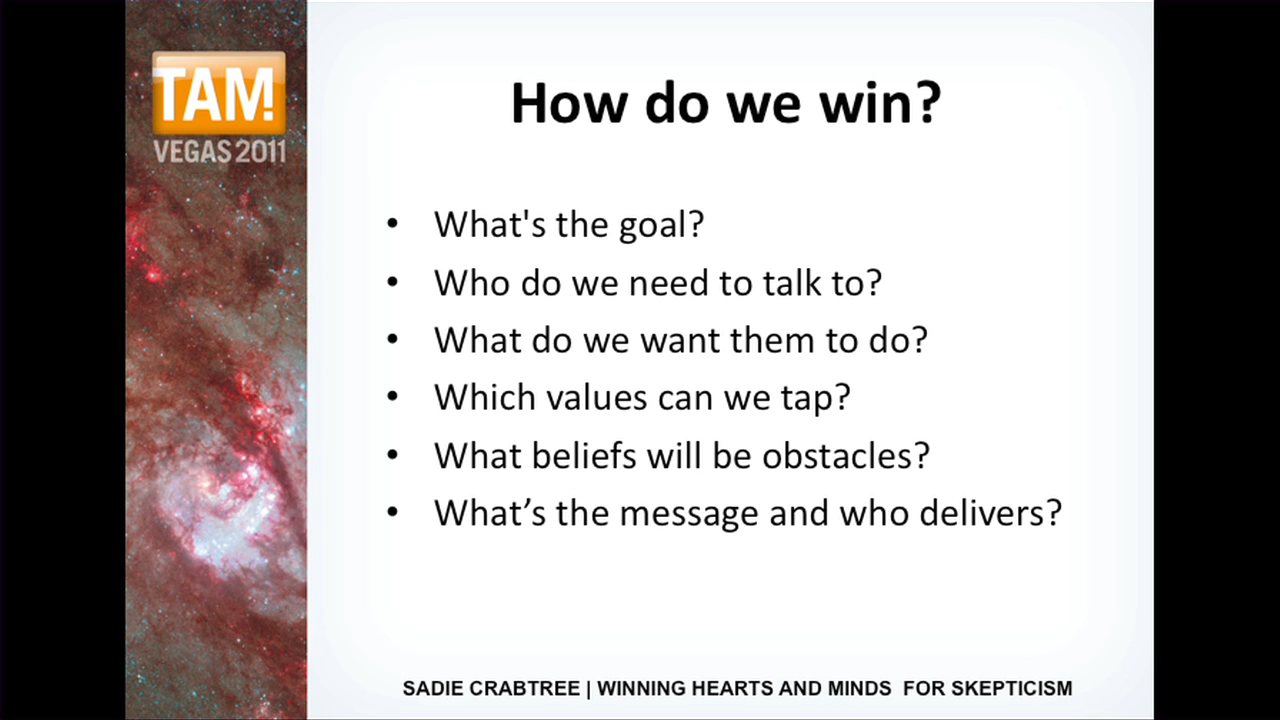 TAM!
VEGAS 2011
How do we win?
• What's the goal?
• Who do we need to talk to?
• What do we want them to do?
• Which values can we tap?
• What beliefs will be obstacles?
• What’s the message and who delivers?
SADIE CRABTREE | WINNING HEARTS AND MINDS  FOR SKEPTICISM